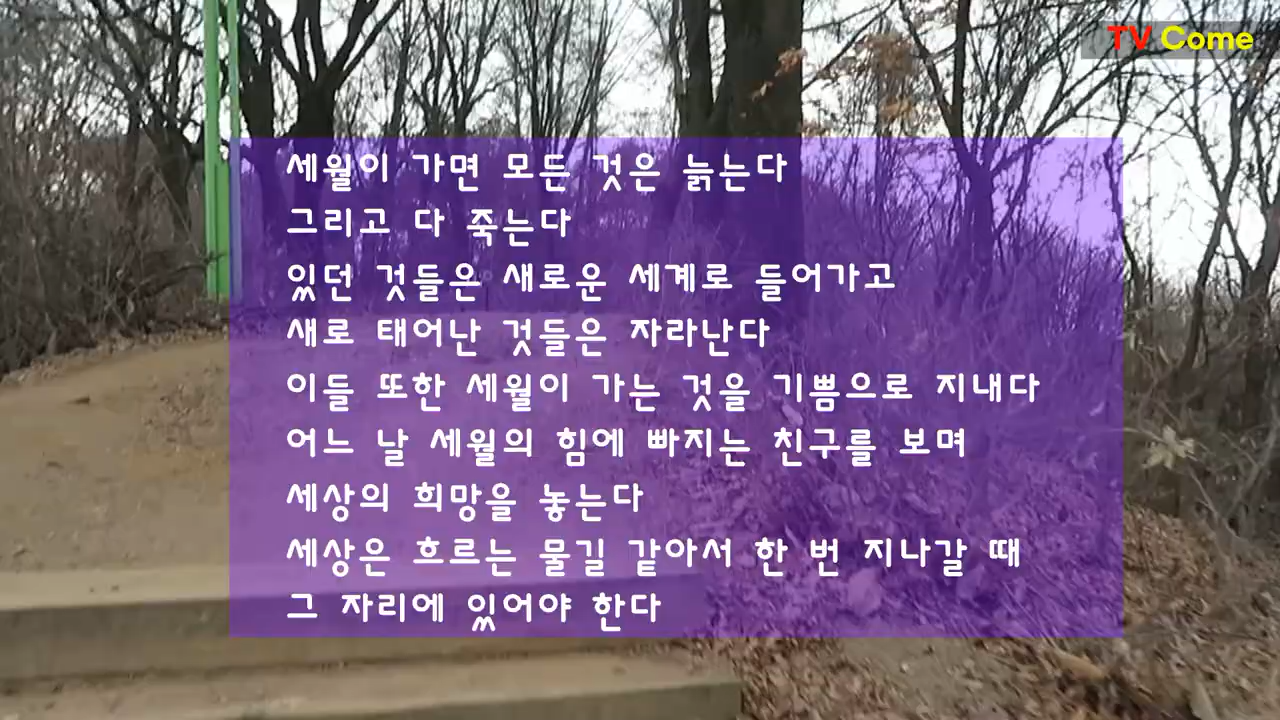 TV Come
세월이 가면 모든 것은 늙는다
그리고 다 죽는다
있던 것들은 새로운 세계로 들어가고
새로 태어난 것들은 자라난다
이들 또한 세월이 가는 것을 기쁨으로 지내다
어느 날 세월의 힘에 빠지는 친구를 보며
세상의 희망을 놓는다
세상은 흐르는 물길 같아서 한 번 지나갈 때
그 자리에 있어야 한다